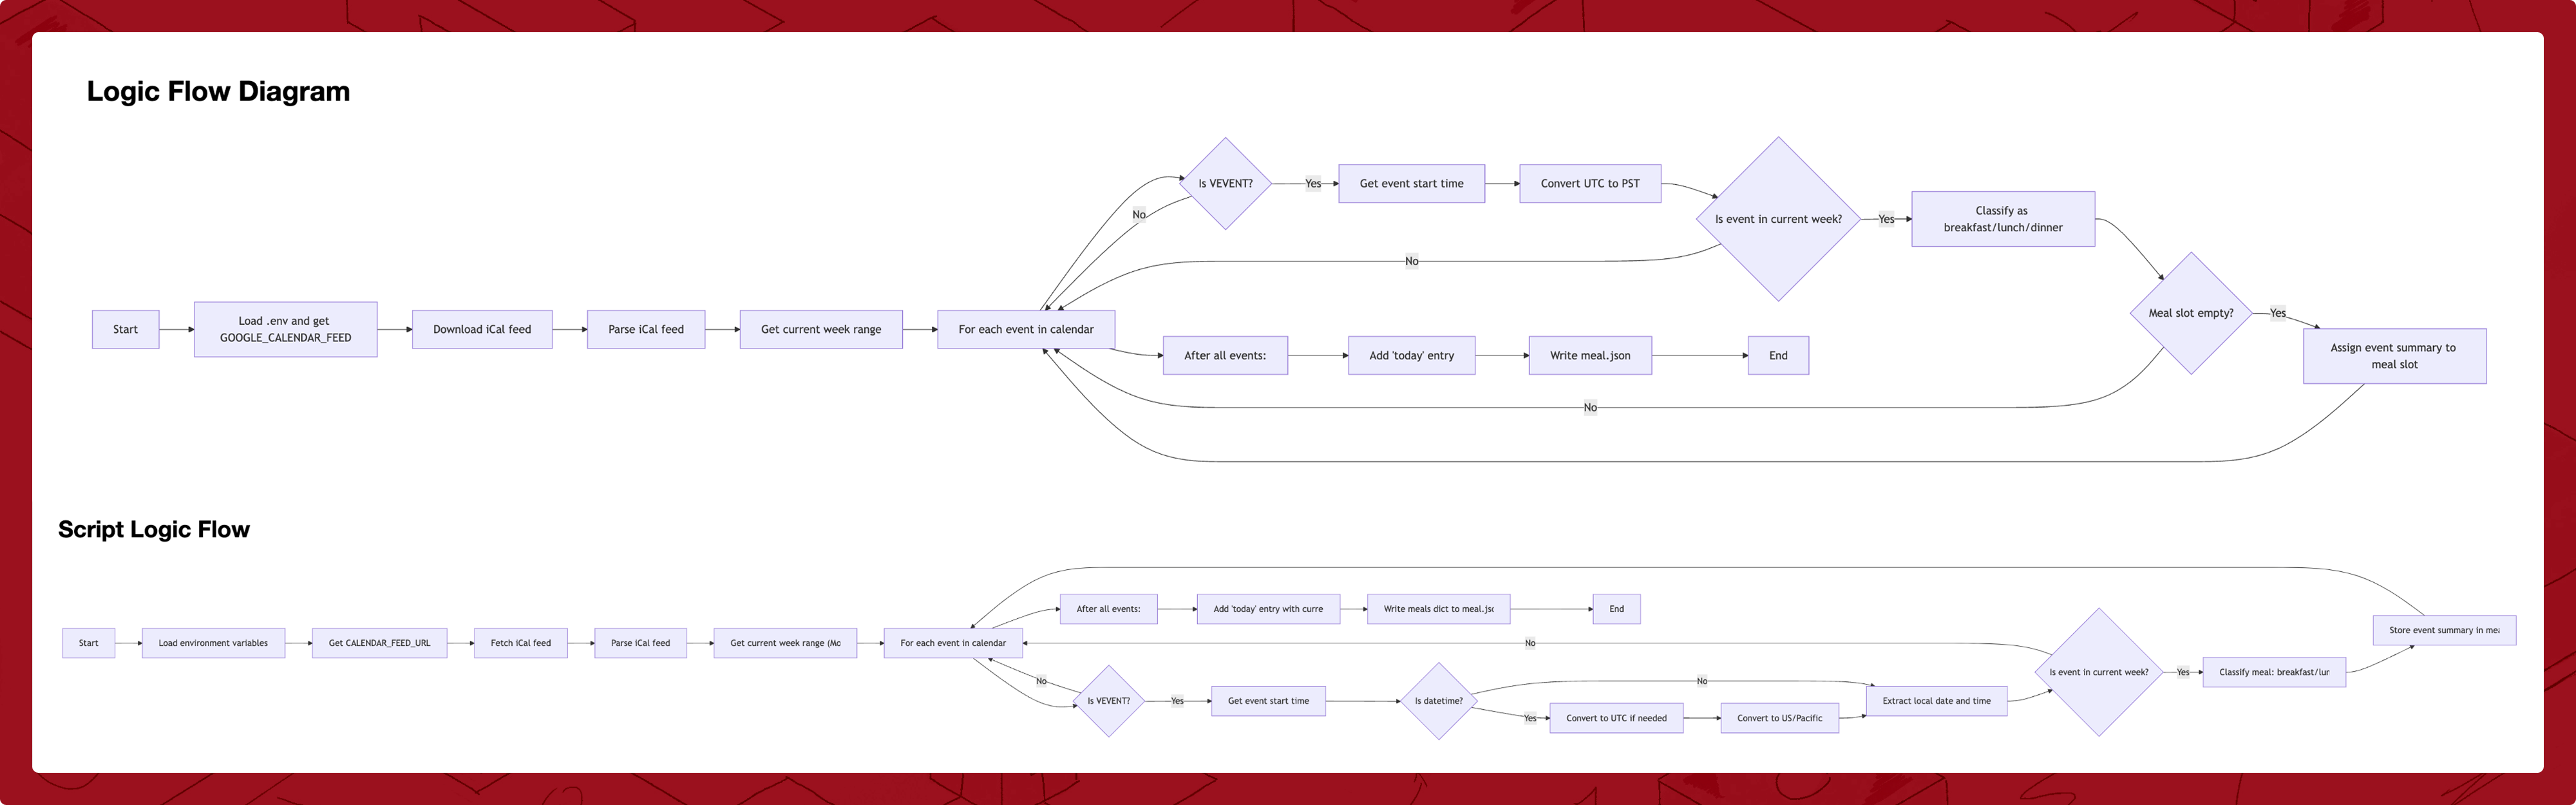 Logic Flow Diagram
Start
Load .env and get
GOOGLE_CALENDAR_FEED
Download iCal feed
Parse iCal feed
Get current week range
For each event in calendar
Is VEVENT?
Yes
No
Get event start time
Convert UTC to PST
Is event in current week?
Yes
No
Classify as
breakfast/lunch/dinner
Meal slot empty?
Yes
No
Assign event summary to
meal slot
After all events:
Add 'today' entry
Write meal.json
End
Script Logic Flow
Start
Load environment variables
Get CALENDAR_FEED_URL
Fetch iCal feed
Parse iCal feed
Get current week range (Mo
For each event in calendar
After all events:
Add 'today' entry with curre
Write meals dict to meal.jsc
End
No
Is VEVENT?
No
Yes
Get event start time
Is datetime?
No
Yes
Convert to UTC if needed
Convert to US/Pacific
Extract local date and time
Is event in current week?
Yes
Classify meal: breakfast/lur
Store event summary in mea